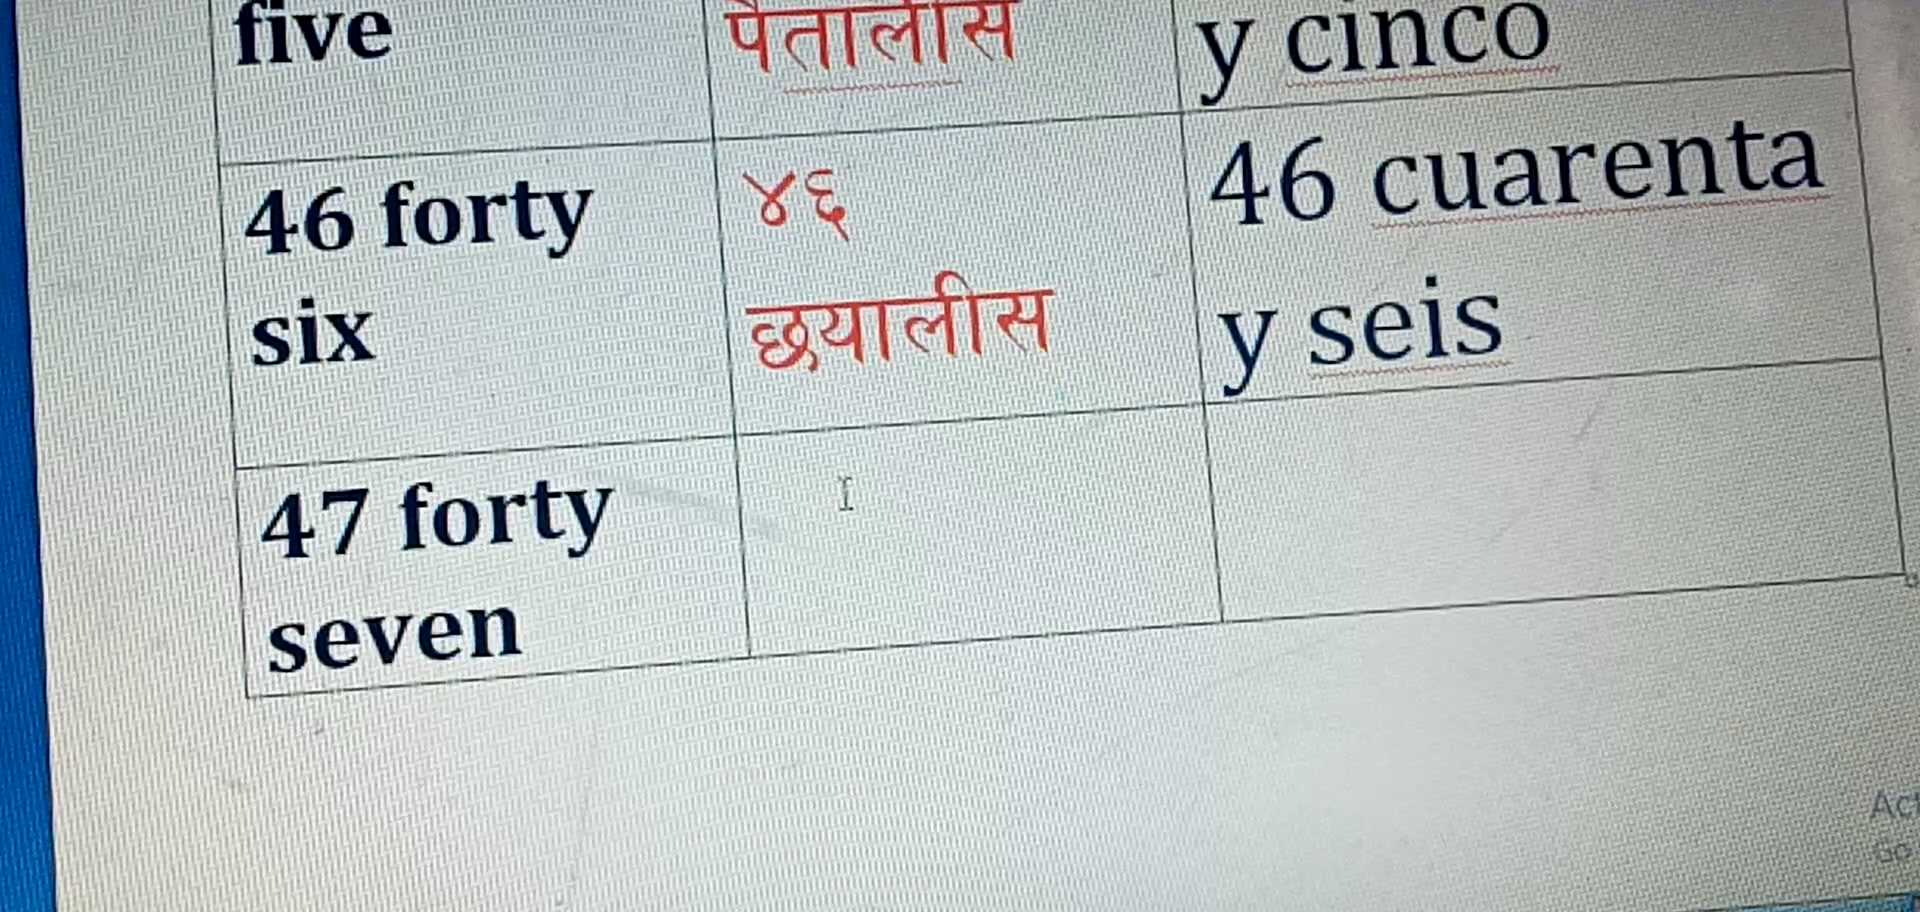 five
पैतालीस
y cinco
46 forty
six
४६
छयालीस
46 cuarenta
y seis
47 forty
seven